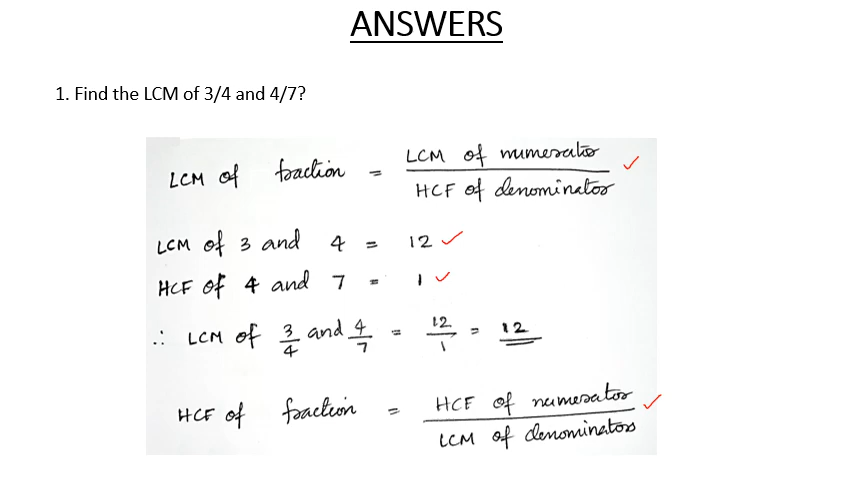 ANSWERS
1. Find the LCM of 3/4 and 4/7?
LCM of fraction = LCM of numerator / HCF of denominator ✓
LCM of 3 and 4 = 12 ✓
HCF of 4 and 7 = 1 ✓
∴ LCM of 3/4 and 4/7 = 12/1 = 12
HCF of fraction = HCF of numerator / LCM of denominators ✓